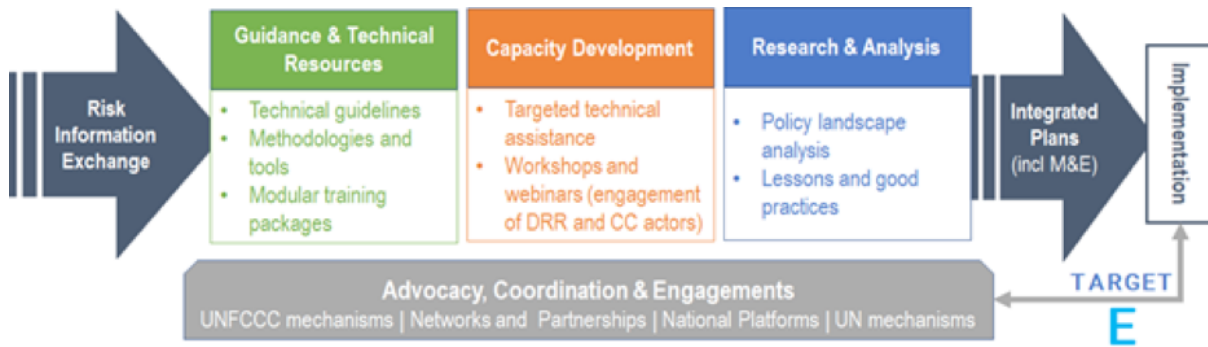 Risk
Information
Exchange
Guidance & Technical
Resources
• Technical guidelines
• Methodologies and
tools
• Modular training
packages
Capacity Development
• Targeted technical
assistance
• Workshops and
webinars (engagement
of DRR and CC actors)
Research & Analysis
• Policy landscape
analysis
• Lessons and good
practices
Integrated
Plans
(incl M&E)
Implementation
Advocacy, Coordination & Engagements
UNFCCC mechanisms | Networks and Partnerships | National Platforms | UN mechanisms
TARGET
E